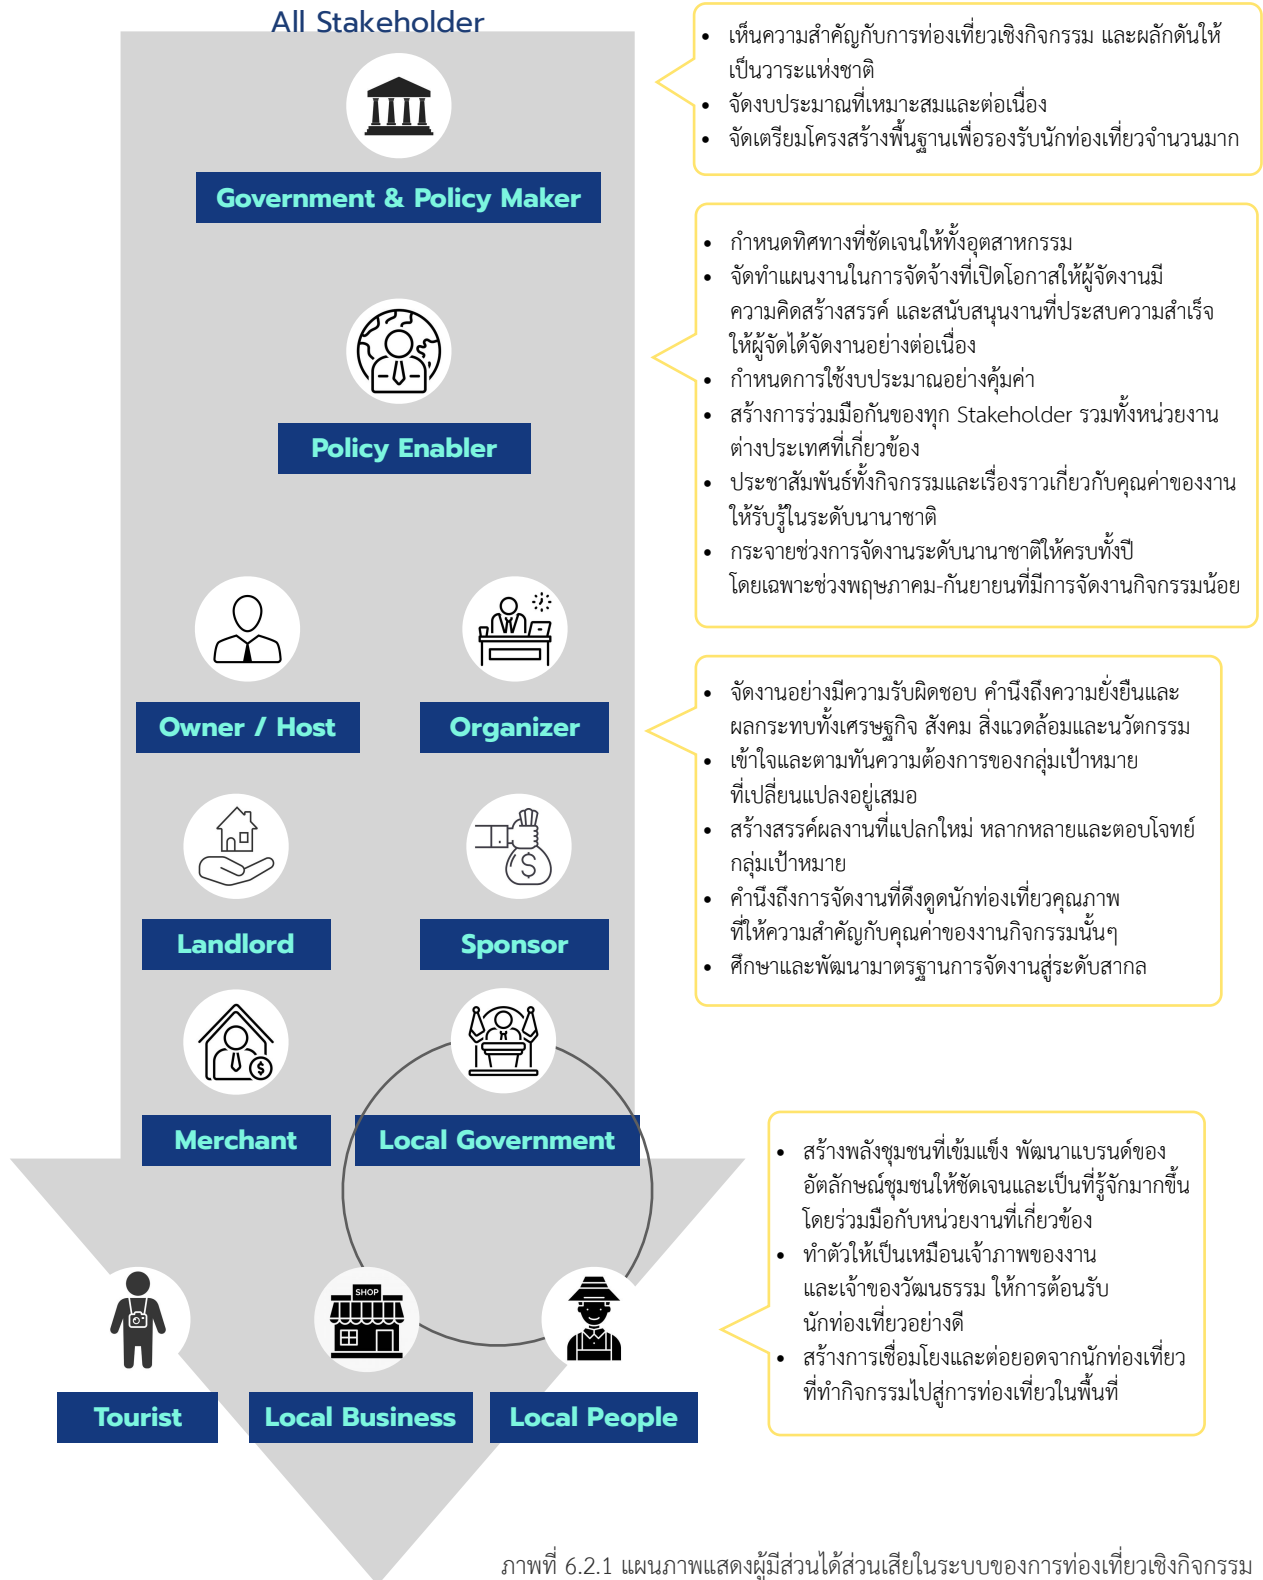 All Stakeholder
Government & Policy Maker
• เห็นความสำคัญกับการท่องเที่ยวเชิงกิจกรรม และผลักดันให้
เป็นวาระแห่งชาติ
• จัดงบประมาณที่เหมาะสมและต่อเนื่อง
• จัดเตรียมโครงสร้างพื้นฐานเพื่อรองรับนักท่องเที่ยวจำนวนมาก
Policy Enabler
• กำหนดทิศทางที่ชัดเจนให้ทั้งอุตสาหกรรม
• จัดทำแผนงานในการจัดจ้างที่เปิดโอกาสให้ผู้จัดงานมี
ความคิดสร้างสรรค์ และสนับสนุนงานที่ประสบความสำเร็จ
ให้ผู้จัดได้จัดงานอย่างต่อเนื่อง
• กำหนดการใช้งบประมาณอย่างคุ้มค่า
• สร้างการร่วมมือกันของทุก Stakeholder รวมทั้งหน่วยงาน
ต่างประเทศที่เกี่ยวข้อง
• ประชาสัมพันธ์ทั้งกิจกรรมและเรื่องราวเกี่ยวกับคุณค่าของงาน
ให้รับรู้ในระดับนานาชาติ
• กระจายช่วงการจัดงานระดับนานาชาติให้ครบทั้งปี
โดยเฉพาะช่วงพฤษภาคม-กันยายนที่มีการจัดงานกิจกรรมน้อย
Owner / Host
Organizer
Landlord
Sponsor
Merchant
Local Government
• จัดงานอย่างมีความรับผิดชอบ คำนึงถึงความยั่งยืนและ
ผลกระทบทั้งเศรษฐกิจ สังคม สิ่งแวดล้อมและนวัตกรรม
• เข้าใจและตามทันความต้องการของกลุ่มเป้าหมาย
ที่เปลี่ยนแปลงอยู่เสมอ
• สร้างสรรค์ผลงานที่แปลกใหม่ หลากหลายและตอบโจทย์
กลุ่มเป้าหมาย
• คำนึงถึงการจัดงานที่ดึงดูดนักท่องเที่ยวคุณภาพ
ที่ให้ความสำคัญกับคุณค่าของงานกิจกรรมนั้นๆ
• ศึกษาและพัฒนามาตรฐานการจัดงานสู่ระดับสากล
SHOP
Tourist
Local Business
Local People
• สร้างพลังชุมชนที่เข้มแข็ง พัฒนาแบรนด์ของ
อัตลักษณ์ชุมชนให้ชัดเจนและเป็นที่รู้จักมากขึ้น
โดยร่วมมือกับหน่วยงานที่เกี่ยวข้อง
• ทำตัวให้เป็นเหมือนเจ้าภาพของงาน
และเจ้าของวัฒนธรรม ให้การต้อนรับ
นักท่องเที่ยวอย่างดี
• สร้างการเชื่อมโยงและต่อยอดจากนักท่องเที่ยว
ที่ทำกิจกรรมไปสู่การท่องเที่ยวในพื้นที่
ภาพที่ 6.2.1 แผนภาพแสดงผู้มีส่วนได้ส่วนเสียในระบบของการท่องเที่ยวเชิงกิจกรรม